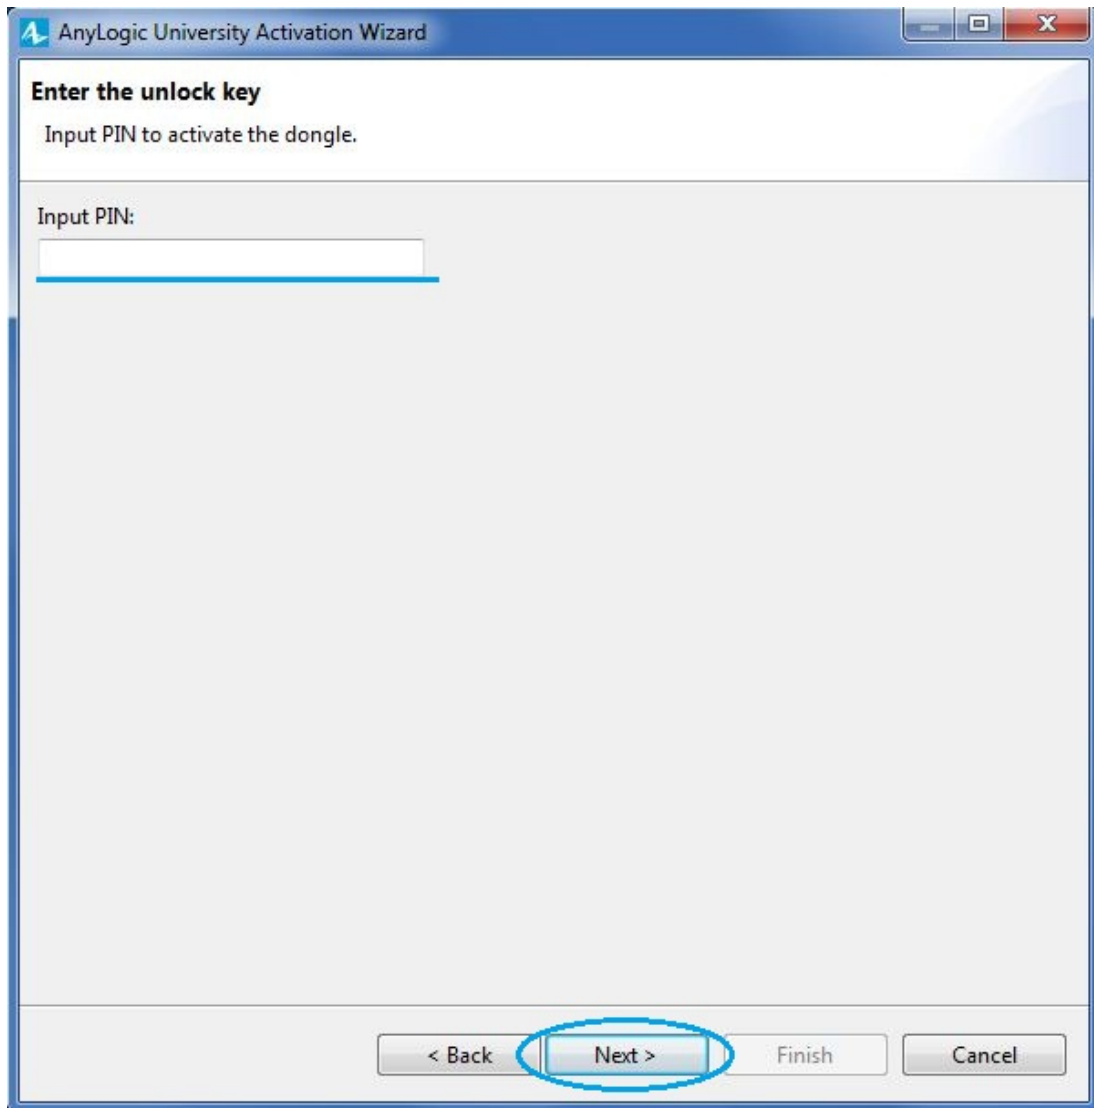 AnyLogic University Activation Wizard
Enter the unlock key
Input PIN to activate the dongle.
Input PIN:
< Back Next > Finish Cancel